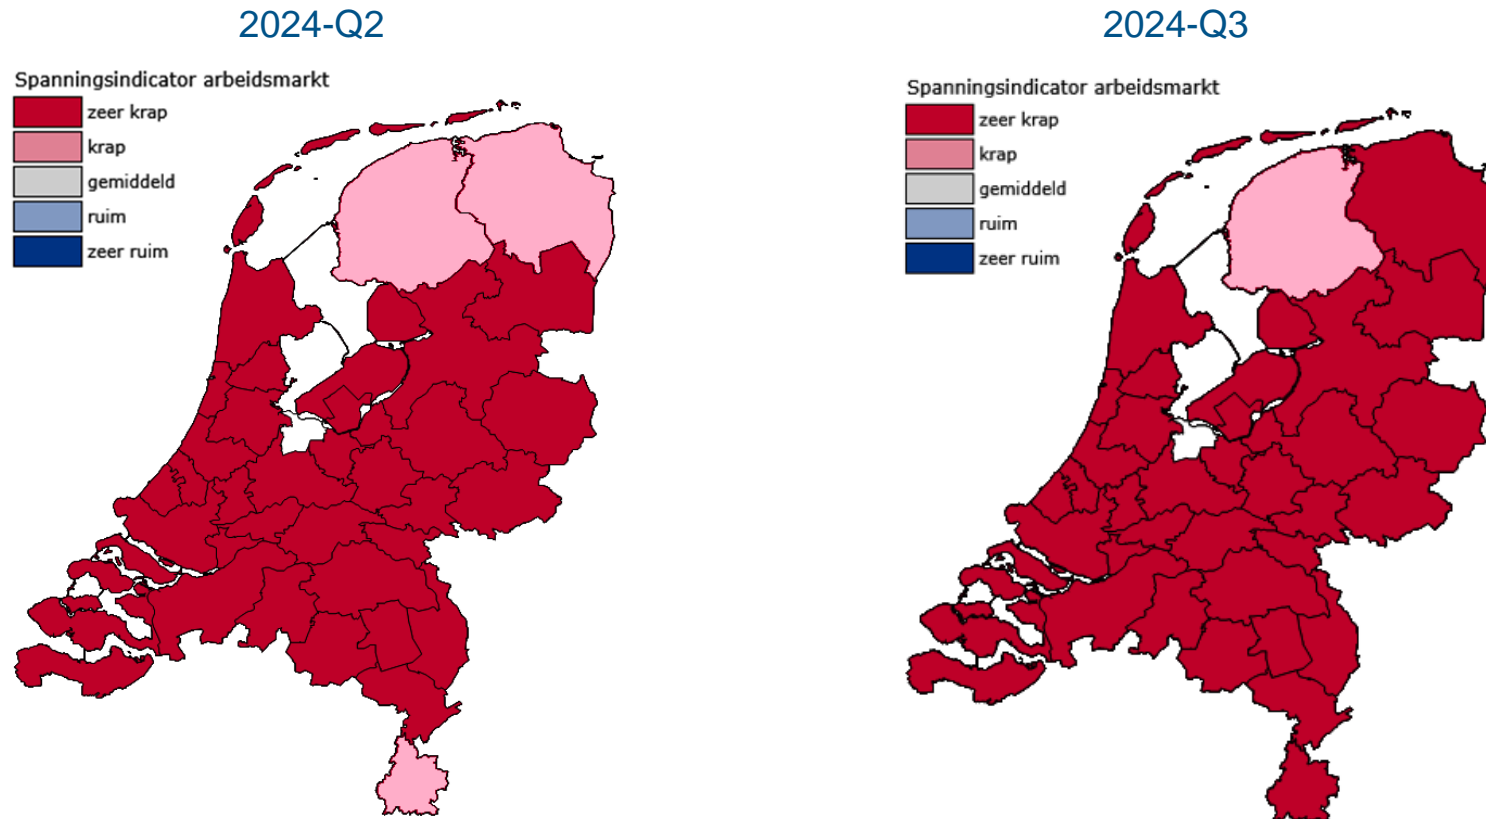 2024-Q2
Spanningsindicator arbeidsmarkt
zeer krap
krap
gemiddeld
ruim
zeer ruim
2024-Q3
Spanningsindicator arbeidsmarkt
zeer krap
krap
gemiddeld
ruim
zeer ruim